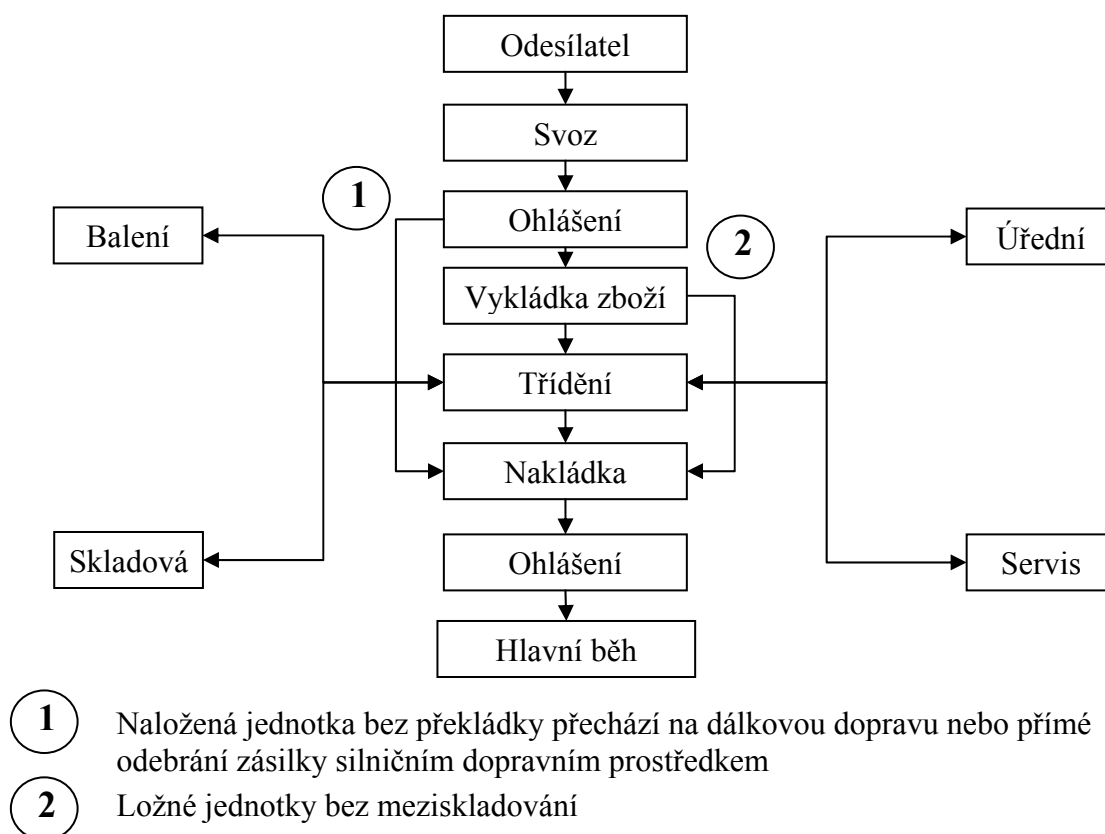 Odesílatel
Svoz
1
Ohlášení
Balení
2
Úřední
Vykládka zboží
Třídění
Nakládka
Skladová
Ohlášení
Servis
Hlavní běh
1 Naložená jednotka bez překládky přechází na dálkovou dopravu nebo přímé
odebrání zásilky silničním dopravním prostředkem
2 Ložné jednotky bez meziskladování